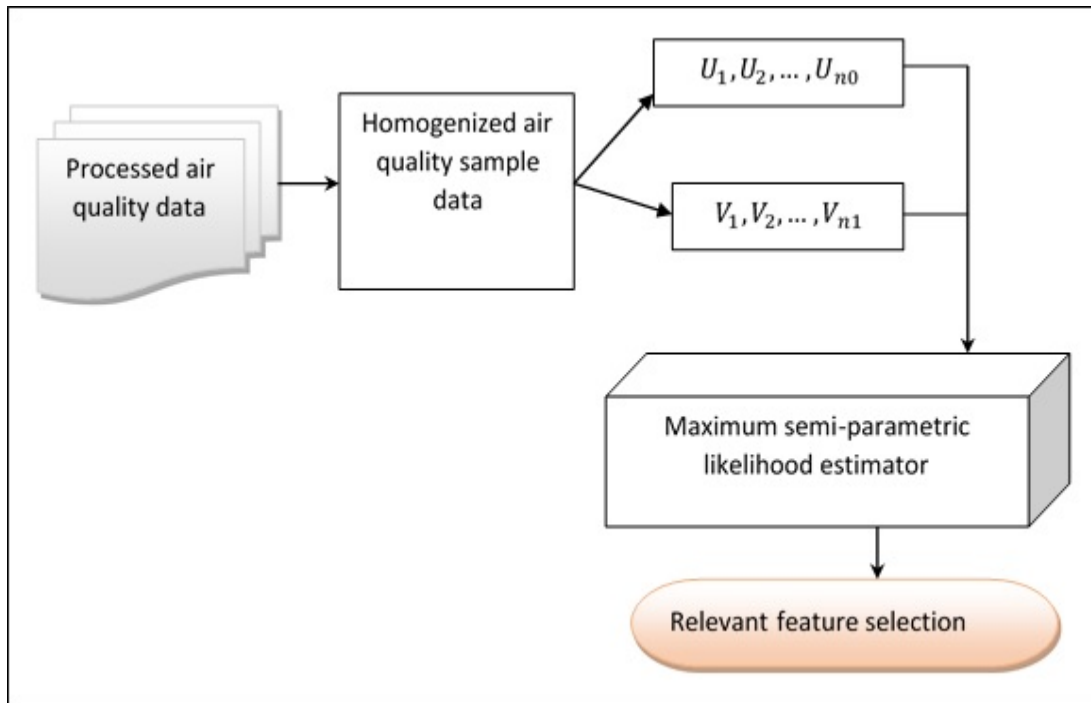 Processed air
quality data
Homogenized air
quality sample
data
U₁, U₂, … , Uₙ₀
V₁, V₂, … , Vₙ₁
Maximum semi-parametric
likelihood estimator
Relevant feature selection